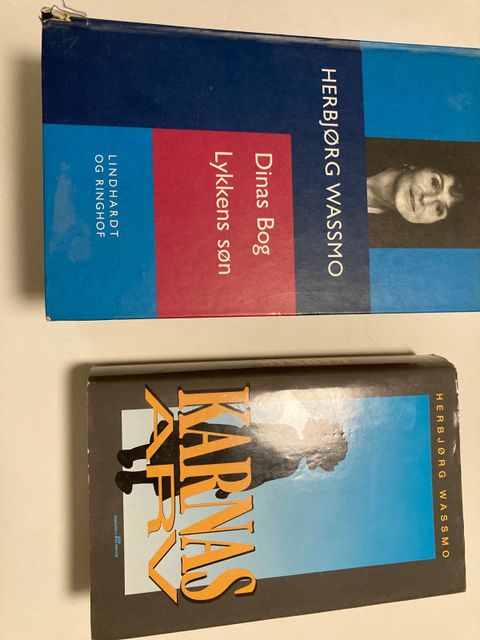 HERBJØRG WASSMO
Dinas Bog
Lykkens søn
LINDHARDT
OG RINGHOF
HERBJØRG WASSMO
KARNAS
ARV